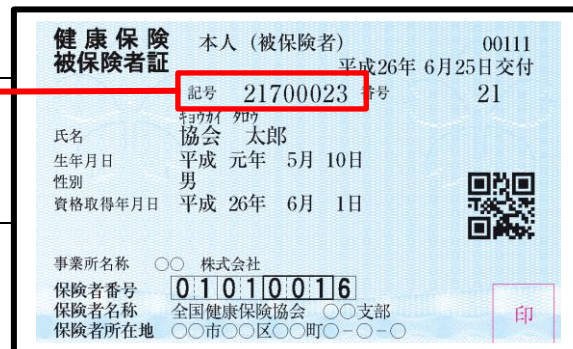 健康保険 本人（被保険者） 00111
被保険者証 平成26年 6月25日交付
記号 21700023 番号 21
ｷｮｳｶｲ ﾀﾛｳ
氏名 協会 太郎
生年月日 平成 元年 5月 10日
性別 男
資格取得年月日 平成 26年 6月 1日
事業所名称 ○○ 株式会社
保険者番号 01010016
保険者名称 全国健康保険協会 ○○支部
保険者所在地 ○○市○○区○○町○－○－○
印